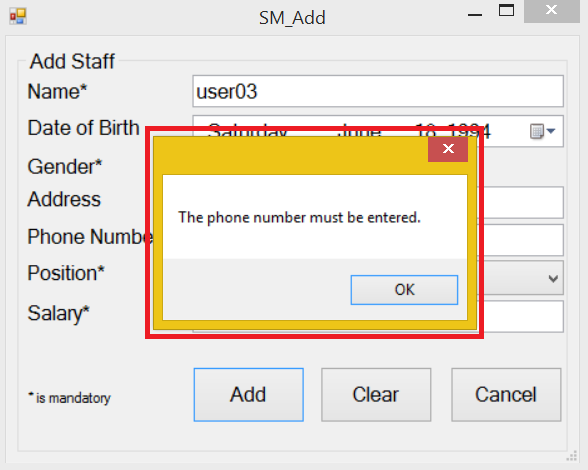 SM_Add
Add Staff
Name*
user03
Date of Birth
Saturday , June 18, 1994
Gender*
Address
The phone number must be entered.
Phone Numbe
Position*
OK
Salary*
* is mandatory
Add
Clear
Cancel